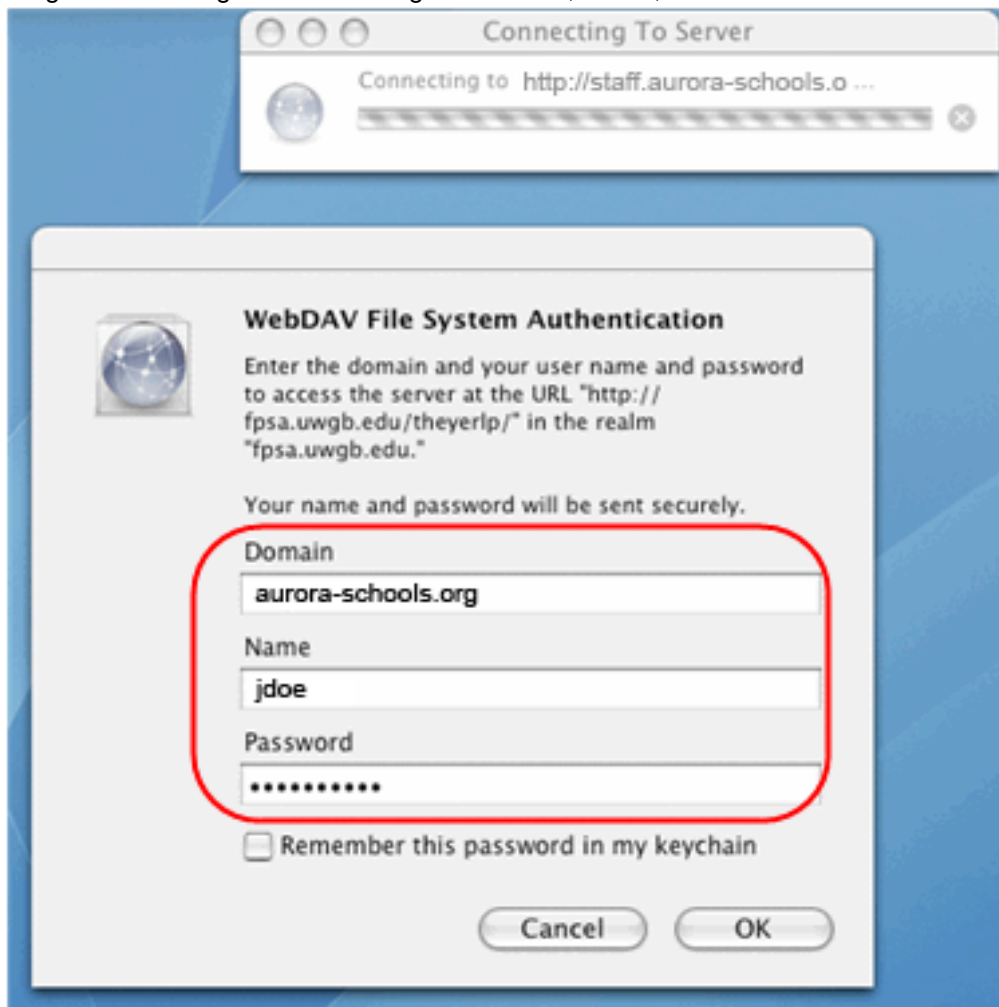 Connecting To Server
Connecting to http://staff.aurora-schools.o ...
WebDAV File System Authentication
Enter the domain and your user name and password
to access the server at the URL "http://
fpsa.uwgb.edu/theyerlp/" in the realm
"fpsa.uwgb.edu."
Your name and password will be sent securely.
Domain
aurora-schools.org
Name
jdoe
Password
••••••••••
Remember this password in my keychain
Cancel OK